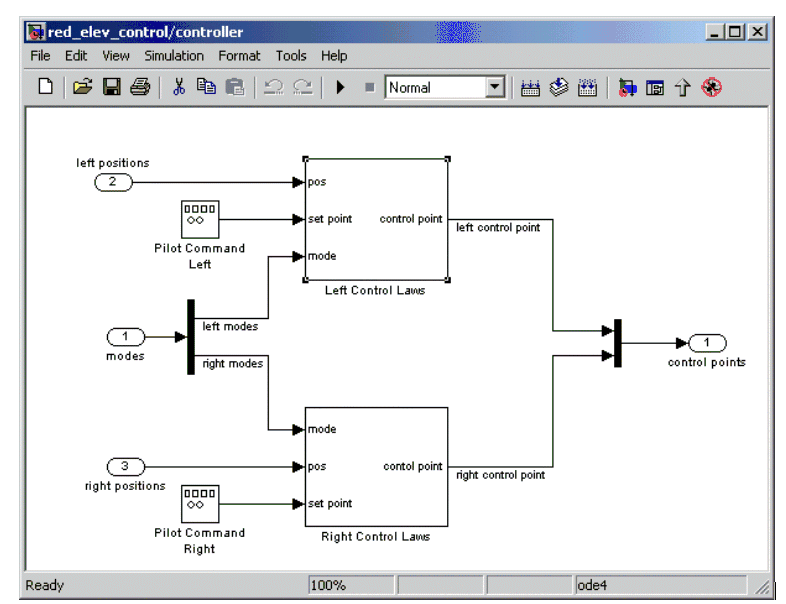 red_elev_control/controller
File Edit View Simulation Format Tools Help
Normal
left positions
2
pos
set point
control point
left control point
Pilot Command
Left
mode
Left Control Laws
left modes
1
modes
right modes
1
control points
mode
3
right positions
pos
contol point
right control point
set point
Pilot Command
Right
Right Control Laws
Ready 100% ode4